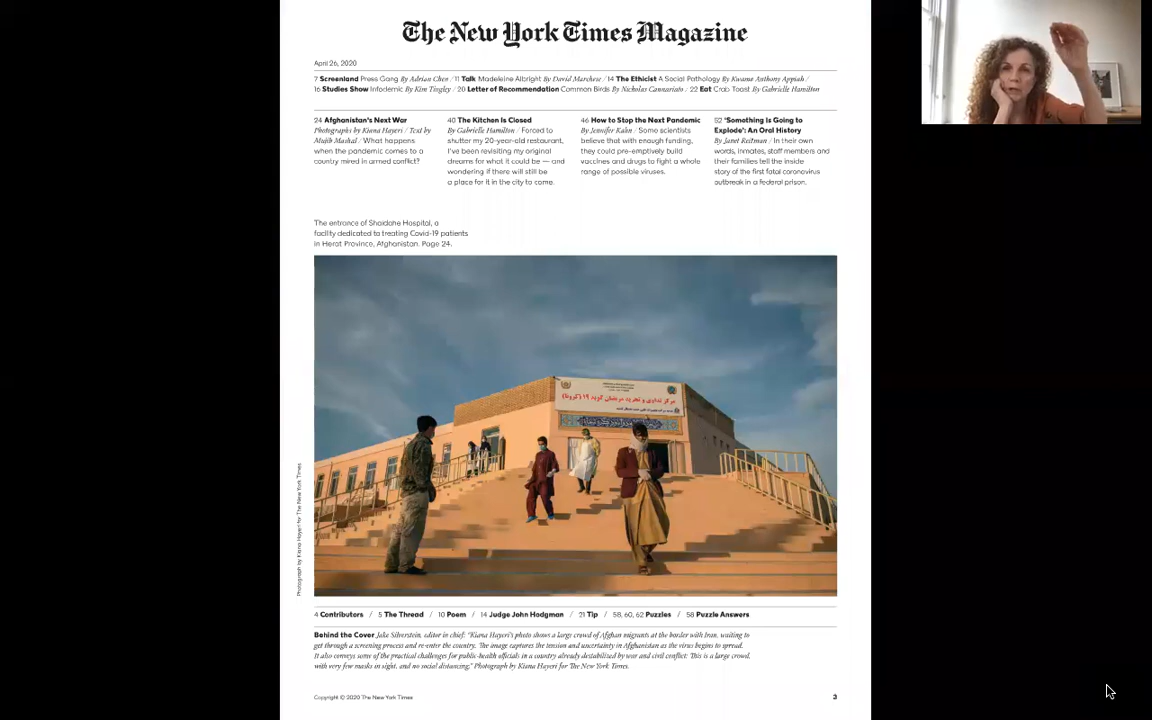 The New York Times Magazine
April 26, 2020
7 Screenland Press Gang By Adrian Chen / 11 Talk Madeleine Albright By David Marchese / 14 The Ethicist A Social Pathology By Kwame Anthony Appiah /
16 Studies Show Infodemic By Kim Tingley / 20 Letter of Recommendation Common Birds By Nicholas Cannariato / 22 Eat Crab Toast By Gabrielle Hamilton
24 Afghanistan's Next War
Photographs by Kiana Hayeri / Text by
Mujib Mashal / What happens
when the pandemic comes to a
country mired in armed conflict?
40 The Kitchen Is Closed
By Gabrielle Hamilton / Forced to
shutter my 20-year-old restaurant,
I've been revisiting my original
dreams for what it could be — and
wondering if there will still be
a place for it in the city to come.
46 How to Stop the Next Pandemic
By Jennifer Kahn / Some scientists
believe that with enough funding,
they could pre-emptively build
vaccines and drugs to fight a whole
range of possible viruses.
52 'Something Is Going to
Explode': An Oral History
By Janet Reitman / In their own
words, inmates, staff members and
their families tell the inside
story of the first fatal coronavirus
outbreak in a federal prison.
The entrance of Shaidahe Hospital, a
facility dedicated to treating Covid-19 patients
in Herat Province, Afghanistan. Page 24.
مرکز تداوی و تجرید مریضان کوید ۱۹ (کرونا)
Photograph by Kiana Hayeri for The New York Times
4 Contributors / 5 The Thread / 10 Poem / 14 Judge John Hodgman / 21 Tip / 58, 60, 62 Puzzles / 58 Puzzle Answers
Behind the Cover Jake Silverstein, editor in chief: "Kiana Hayeri's photo shows a large crowd of Afghan migrants at the border with Iran, waiting to
get through a screening process and re-enter the country. The image captures the tension and uncertainty in Afghanistan as the virus begins to spread.
It also conveys some of the practical challenges for public-health officials in a country already destabilized by war and civil conflict: This is a large crowd,
with very few masks in sight, and no social distancing." Photograph by Kiana Hayeri for The New York Times.
Copyright © 2020 The New York Times
3